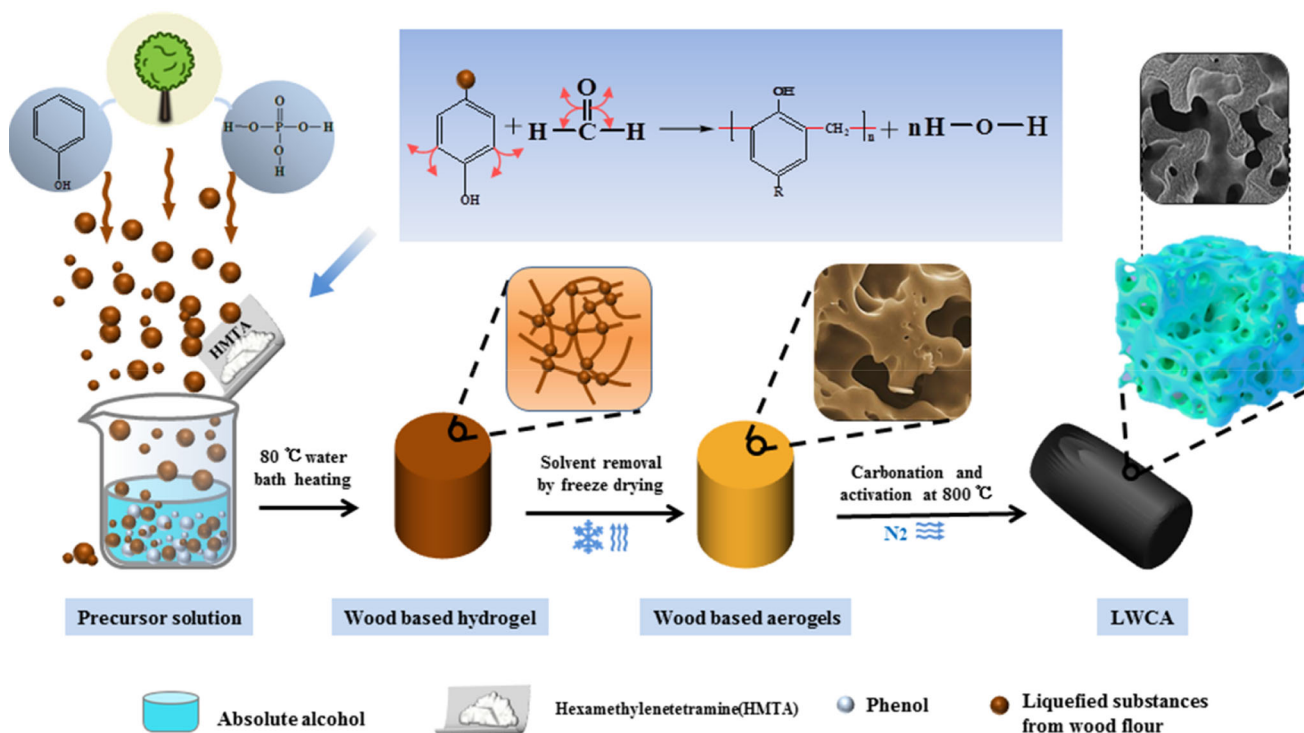 O
H-O-P-O-H
O
H
OH
O
H-C-H
+
OH
OH
CH₂
n
R
+ nH-O-H
HMTA
80 ℃ water
bath heating
Solvent removal
by freeze drying
Carbonation and
activation at 800 ℃
N2
Precursor solution
Wood based hydrogel
Wood based aerogels
LWCA
Absolute alcohol
Hexamethylenetetramine(HMTA)
Phenol
Liquefied substances
from wood flour